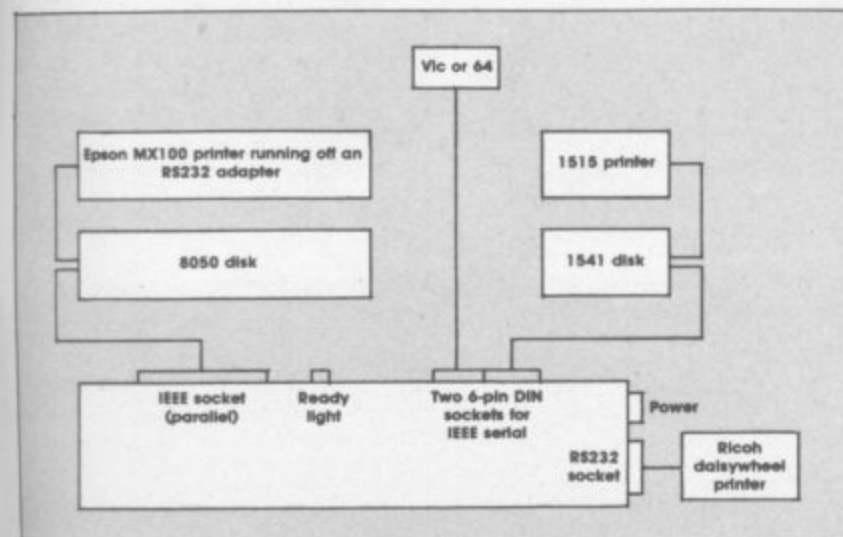 Vic or 64
Epson MX100 printer running off an
RS232 adapter
1515 printer
8050 disk
1541 disk
IEEE socket
(parallel)
Ready
light
Two 6-pin DIN
sockets for
IEEE serial
Power
RS232
socket
Ricoh
daisywheel
printer